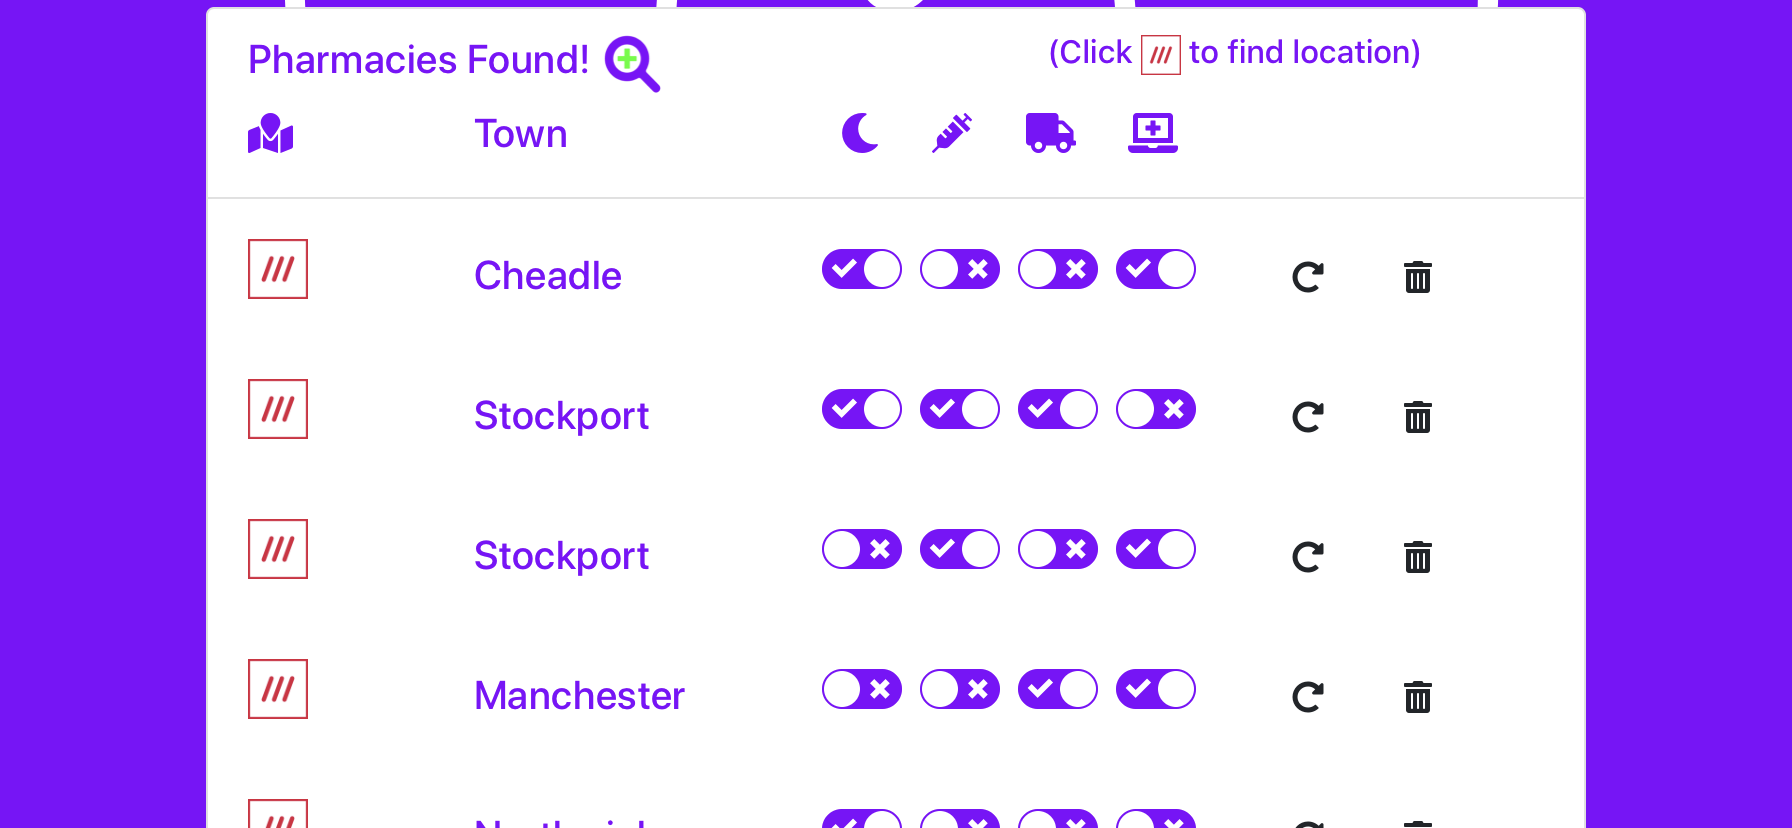 Pharmacies Found!
(Click /// to find location)
Town
Cheadle
Stockport
Stockport
Manchester